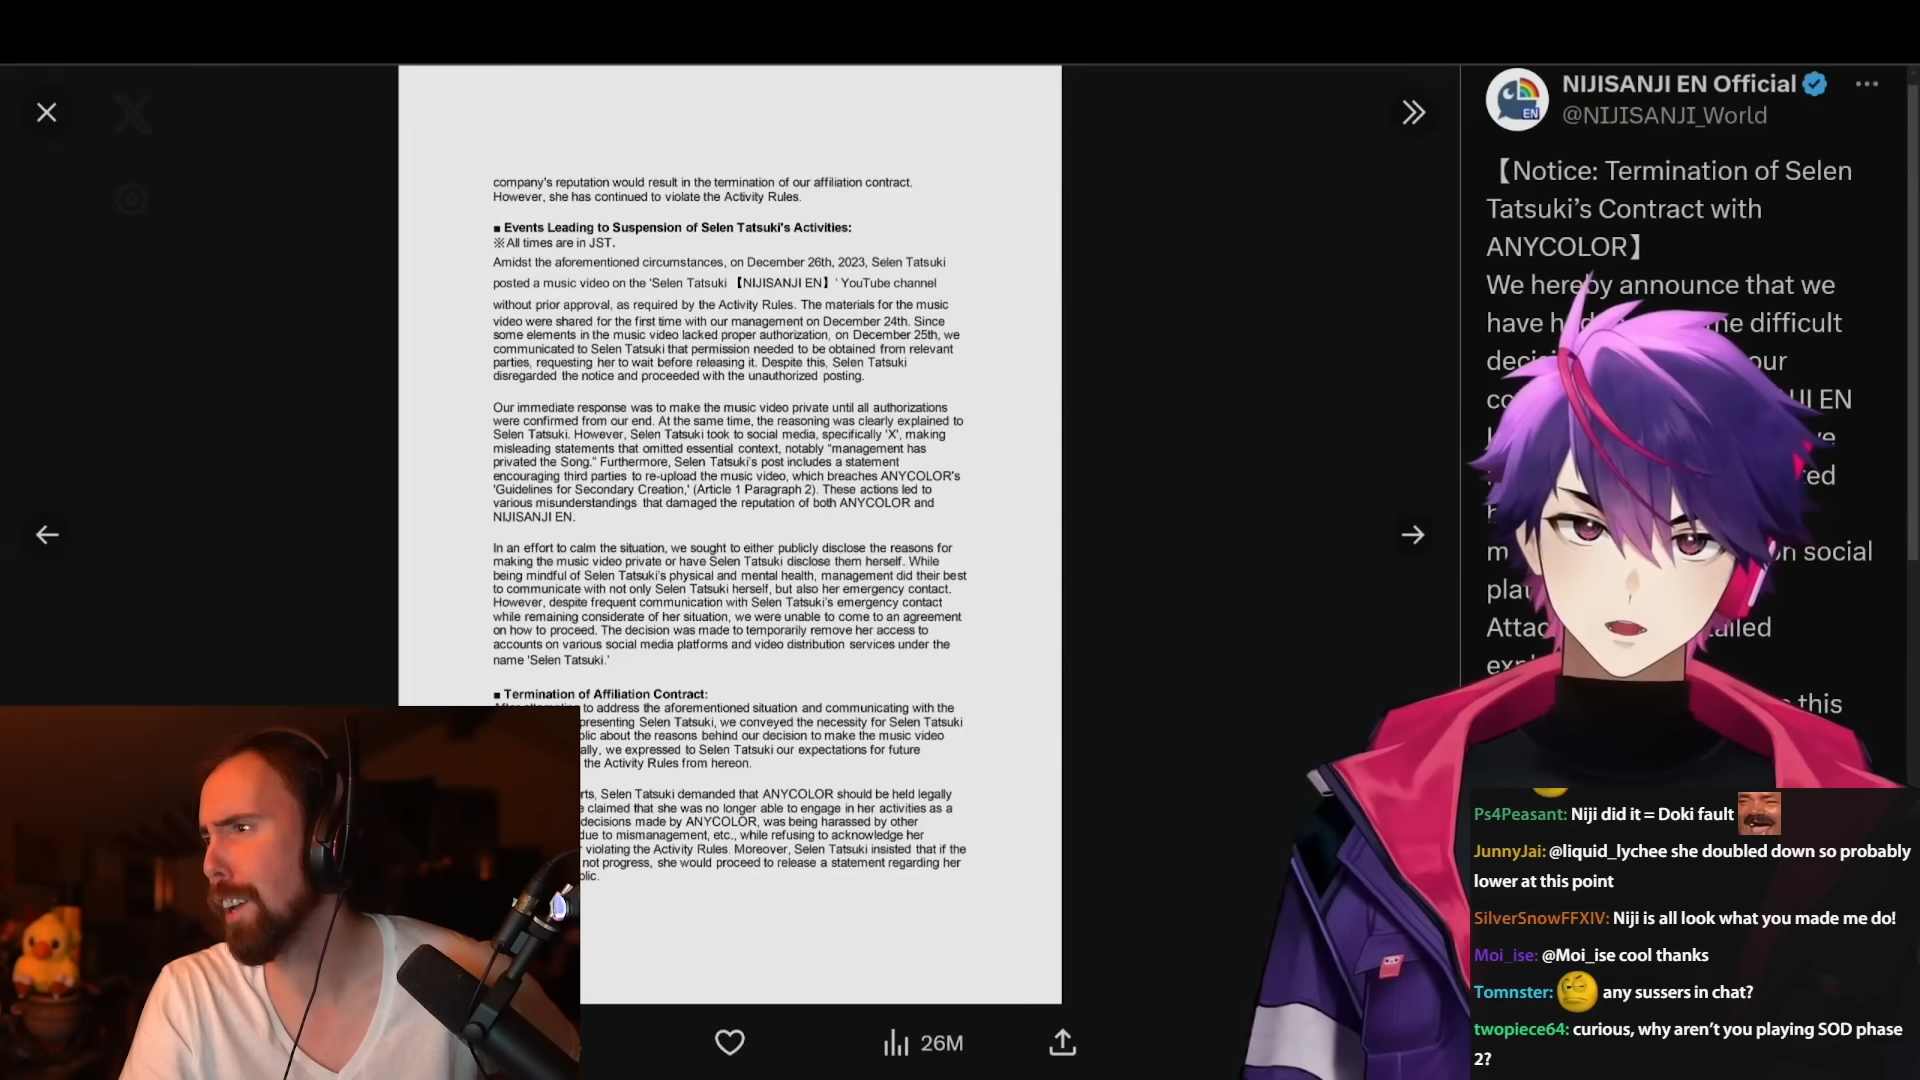 company's reputation would result in the termination of our affiliation contract.
However, she has continued to violate the Activity Rules.
■ Events Leading to Suspension of Selen Tatsuki's Activities:
※All times are in JST.
Amidst the aforementioned circumstances, on December 26th, 2023, Selen Tatsuki
posted a music video on the 'Selen Tatsuki 【NIJISANJI EN】' YouTube channel
without prior approval, as required by the Activity Rules. The materials for the music
video were shared for the first time with our management on December 24th. Since
some elements in the music video lacked proper authorization, on December 25th, we
communicated to Selen Tatsuki that permission needed to be obtained from relevant
parties, requesting her to wait before releasing it. Despite this, Selen Tatsuki
disregarded the notice and proceeded with the unauthorized posting.
Our immediate response was to make the music video private until all authorizations
were confirmed from our end. At the same time, the reasoning was clearly explained to
Selen Tatsuki. However, Selen Tatsuki took to social media, specifically 'X', making
misleading statements that omitted essential context, notably "management has
privated the Song." Furthermore, Selen Tatsuki's post includes a statement
encouraging third parties to re-upload the music video, which breaches ANYCOLOR's
'Guidelines for Secondary Creation,' (Article 1 Paragraph 2). These actions led to
various misunderstandings that damaged the reputation of both ANYCOLOR and
NIJISANJI EN.
In an effort to calm the situation, we sought to either publicly disclose the reasons for
making the music video private or have Selen Tatsuki disclose them herself. While
being mindful of Selen Tatsuki's physical and mental health, management did their best
to communicate with not only Selen Tatsuki herself, but also her emergency contact.
However, despite frequent communication with Selen Tatsuki's emergency contact
while remaining considerate of her situation, we were unable to come to an agreement
on how to proceed. The decision was made to temporarily remove her access to
accounts on various social media platforms and video distribution services under the
name 'Selen Tatsuki.'
■ Termination of Affiliation Contract:
to address the aforementioned situation and communicating with the
presenting Selen Tatsuki, we conveyed the necessity for Selen Tatsuki
about the reasons behind our decision to make the music video
we expressed to Selen Tatsuki our expectations for future
the Activity Rules from hereon.
Selen Tatsuki demanded that ANYCOLOR should be held legally
claimed that she was no longer able to engage in her activities as a
decisions made by ANYCOLOR, was being harassed by other
due to mismanagement, etc., while refusing to acknowledge her
violating the Activity Rules. Moreover, Selen Tatsuki insisted that if the
not progress, she would proceed to release a statement regarding her
26M
NIJISANJI EN Official
@NIJISANJI_World
EN
【Notice: Termination of Selen
Tatsuki's Contract with
ANYCOLOR】
We hereby announce that we
have the difficult
EN
on social
this
Ps4Peasant: Niji did it = Doki fault
JunnyJai: @liquid_lychee she doubled down so probably
lower at this point
SilverSnowFFXIV: Niji is all look what you made me do!
Moi_ise: @Moi_ise cool thanks
Tomnster: any sussers in chat?
twopiece64: curious, why aren't you playing SOD phase
2?